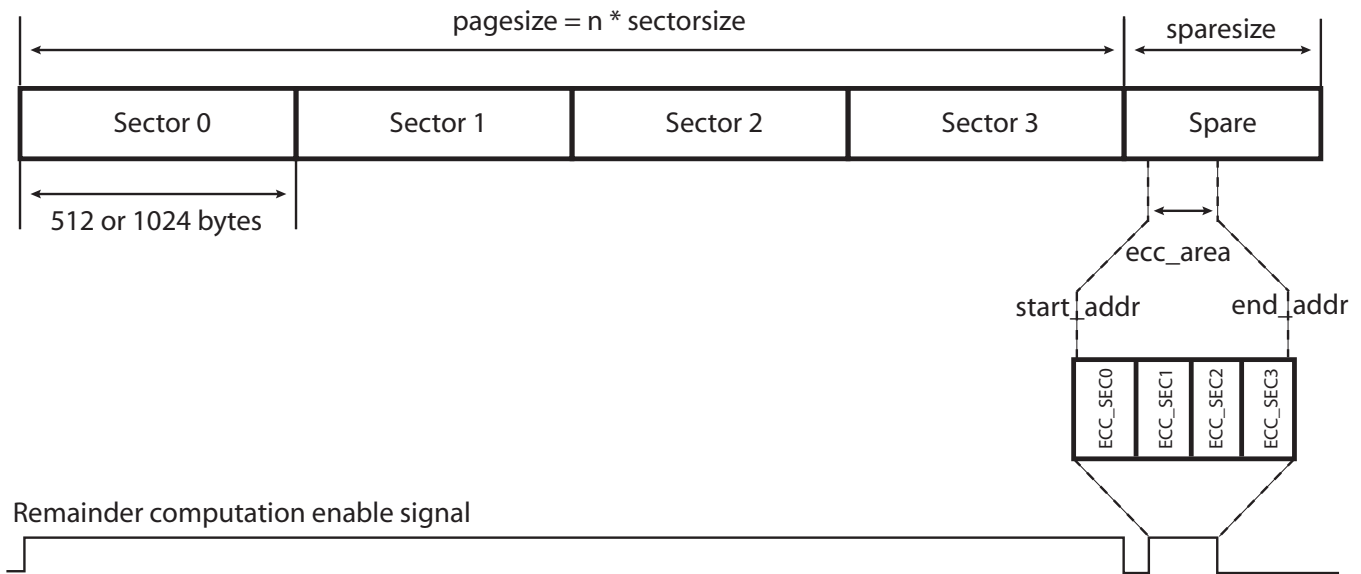 pagesize = n * sectorsize
sparesize
Sector 0
Sector 1
Sector 2
Sector 3
Spare
512 or 1024 bytes
ecc_area
start_addr
end_addr
ECC_SEC0
ECC_SEC1
ECC_SEC2
ECC_SEC3
Remainder computation enable signal